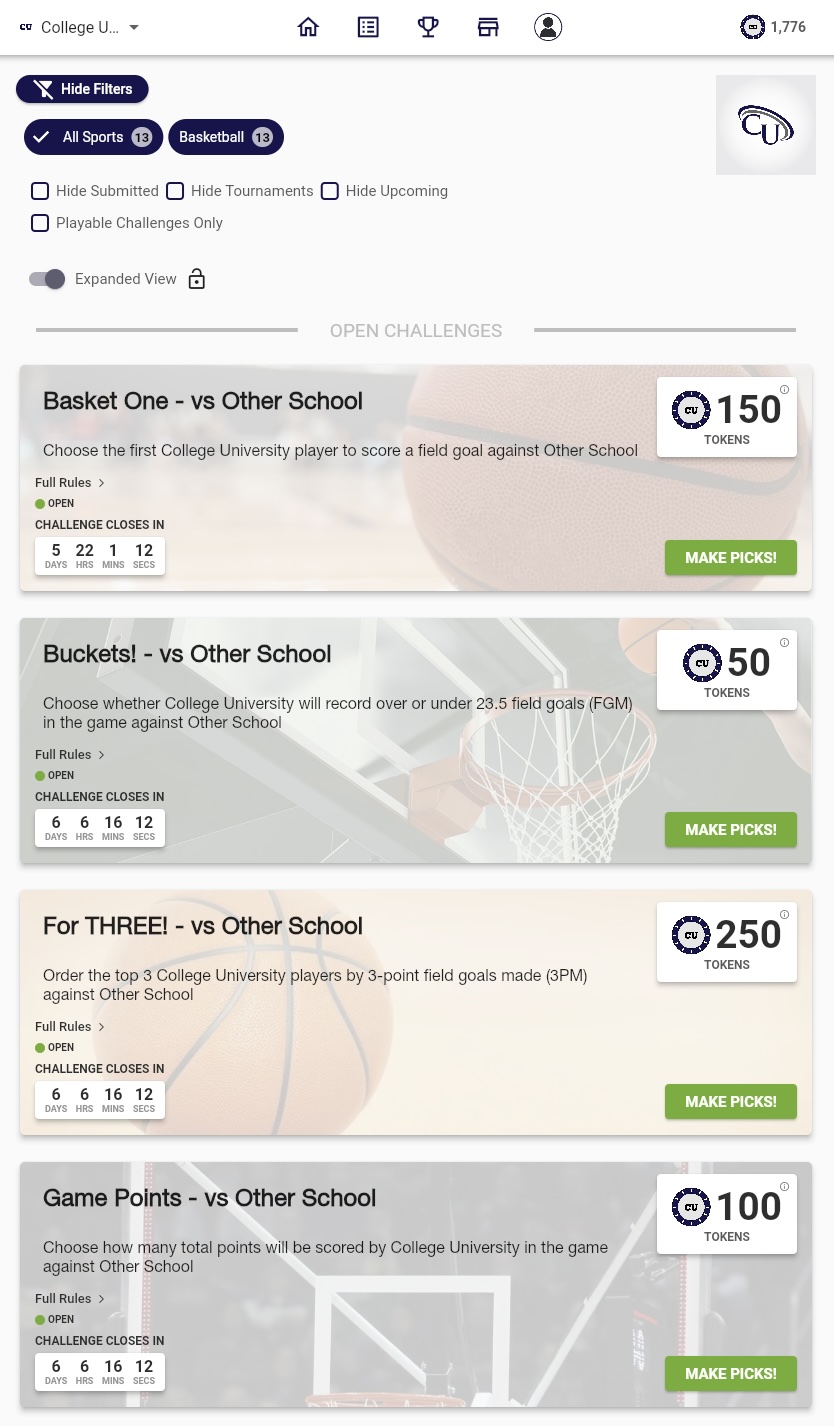 CU College U...
1,776
Hide Filters
All Sports 13 Basketball 13
CU
Hide Submitted Hide Tournaments Hide Upcoming
Playable Challenges Only
Expanded View
OPEN CHALLENGES
Basket One - vs Other School
CU 150
TOKENS
Choose the first College University player to score a field goal against Other School
Full Rules >
OPEN
CHALLENGE CLOSES IN
5 22 1 12
DAYS HRS MINS SECS
MAKE PICKS!
Buckets! - vs Other School
CU 50
TOKENS
Choose whether College University will record over or under 23.5 field goals (FGM)
in the game against Other School
Full Rules >
OPEN
CHALLENGE CLOSES IN
6 6 16 12
DAYS HRS MINS SECS
MAKE PICKS!
For THREE! - vs Other School
CU 250
TOKENS
Order the top 3 College University players by 3-point field goals made (3PM)
against Other School
Full Rules >
OPEN
CHALLENGE CLOSES IN
6 6 16 12
DAYS HRS MINS SECS
MAKE PICKS!
Game Points - vs Other School
CU 100
TOKENS
Choose how many total points will be scored by College University in the game
against Other School
Full Rules >
OPEN
CHALLENGE CLOSES IN
6 6 16 12
DAYS HRS MINS SECS
MAKE PICKS!